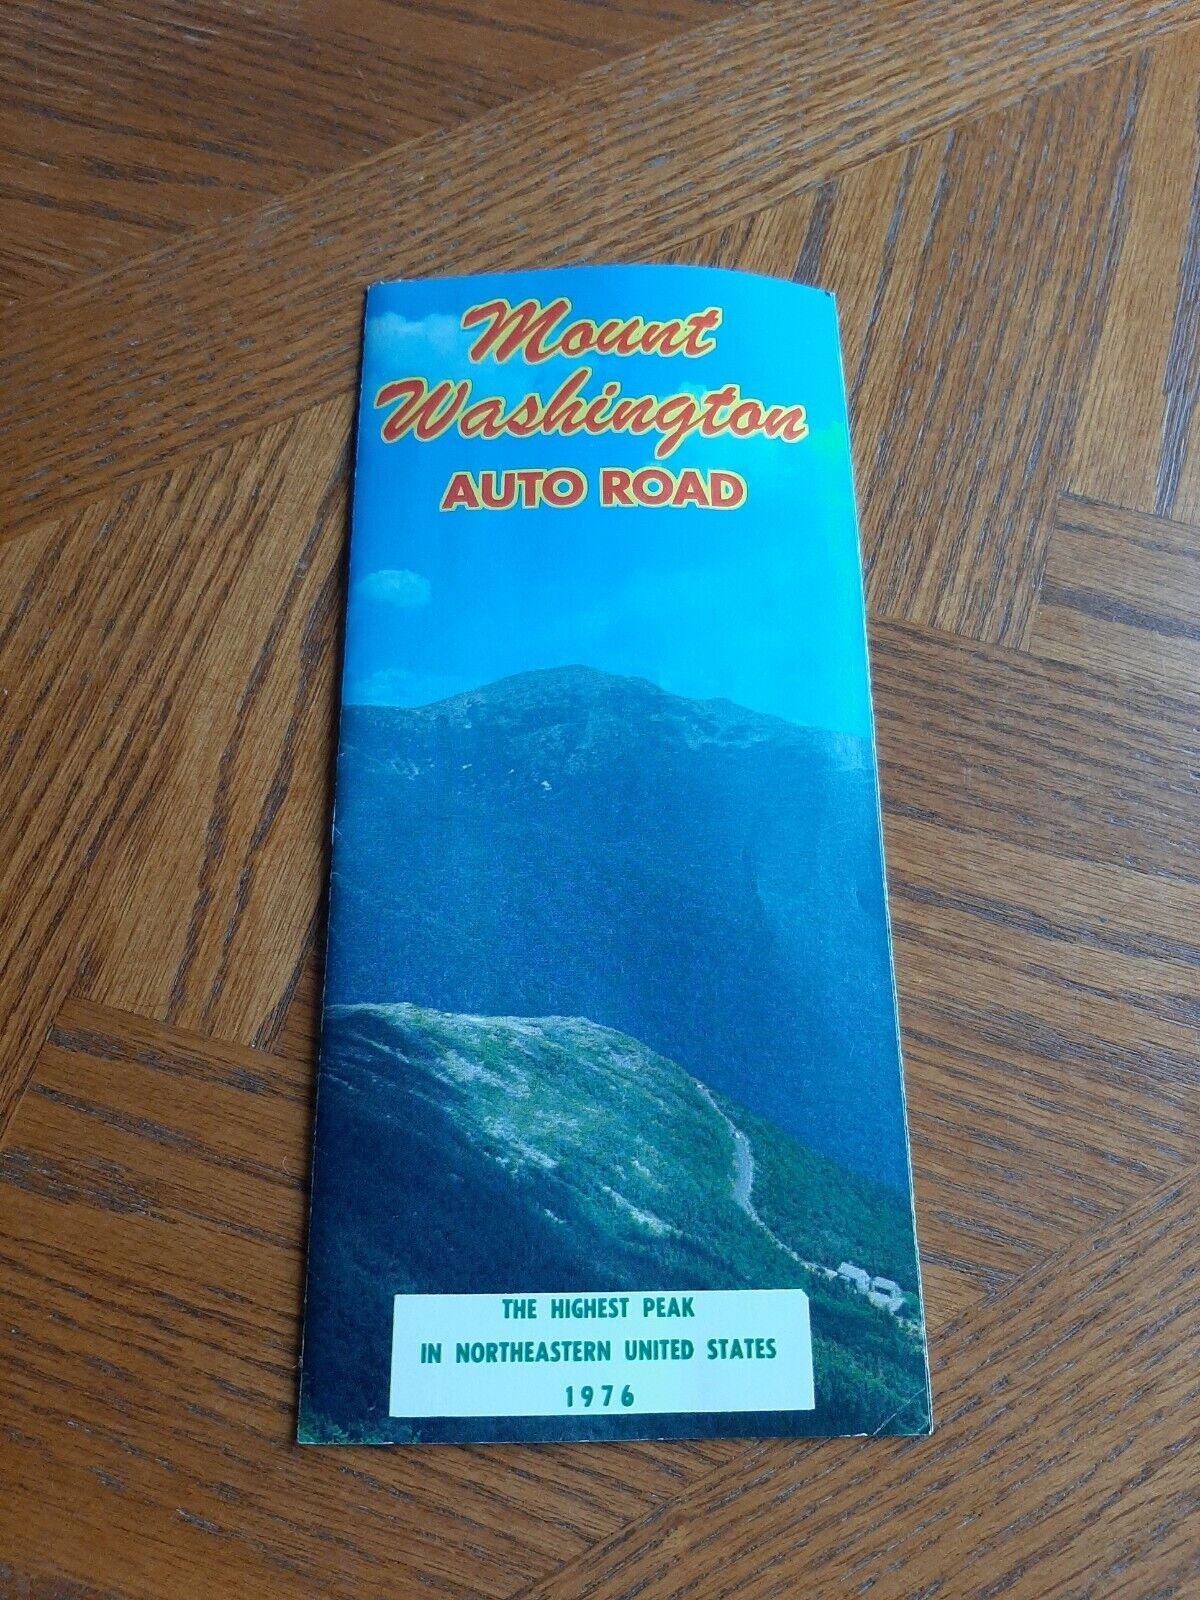 Mount
Washington
AUTO ROAD
THE HIGHEST PEAK
IN NORTHEASTERN UNITED STATES
1976